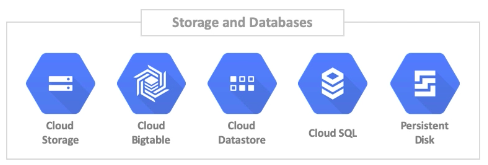 Storage and Databases
Cloud
Storage
Cloud
Bigtable
Cloud
Datastore
Cloud SQL
Persistent
Disk